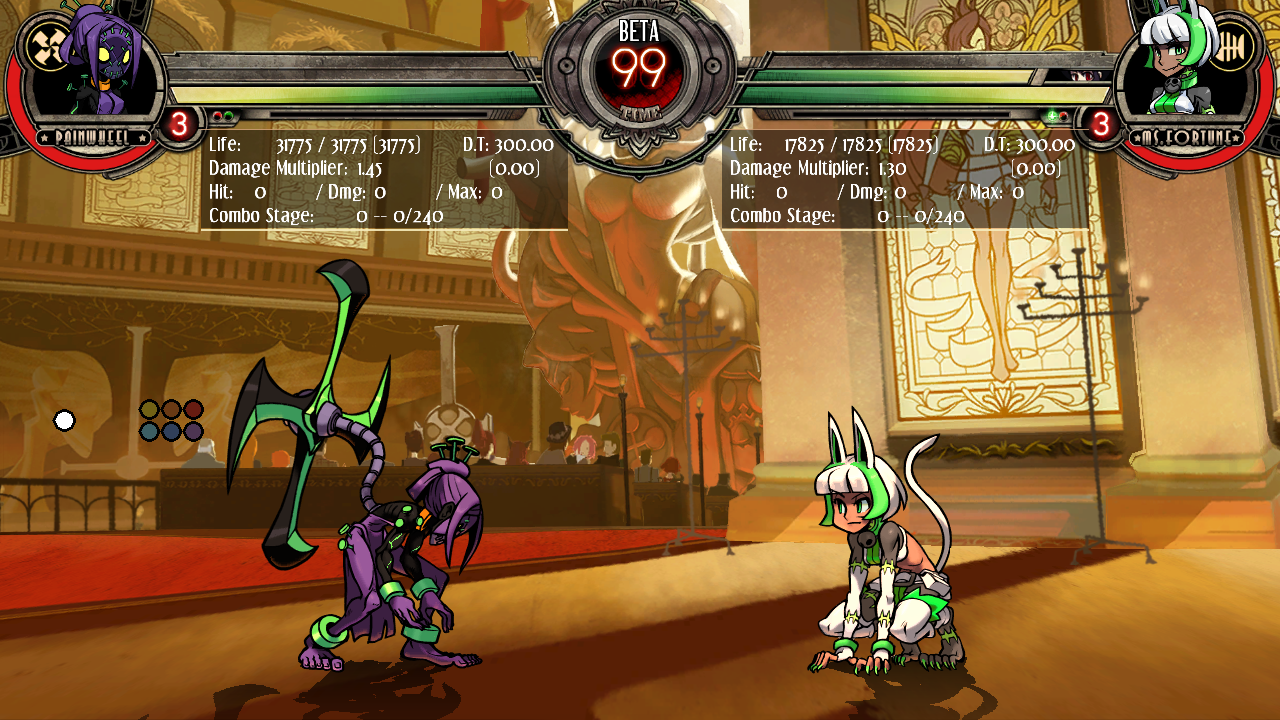 BETA
99
TIME
★ PAINWHEEL ★
3
3
★ MS. FORTUNE ★
Life: 31775 / 31775 (31775) D.T: 300.00
Damage Multiplier: 1.45 (0.00)
Hit: 0 / Dmg: 0 / Max: 0
Combo Stage: 0 -- 0/240
Life: 17825 / 17825 (17825) D.T: 300.00
Damage Multiplier: 1.30 (0.00)
Hit: 0 / Dmg: 0 / Max: 0
Combo Stage: 0 -- 0/240